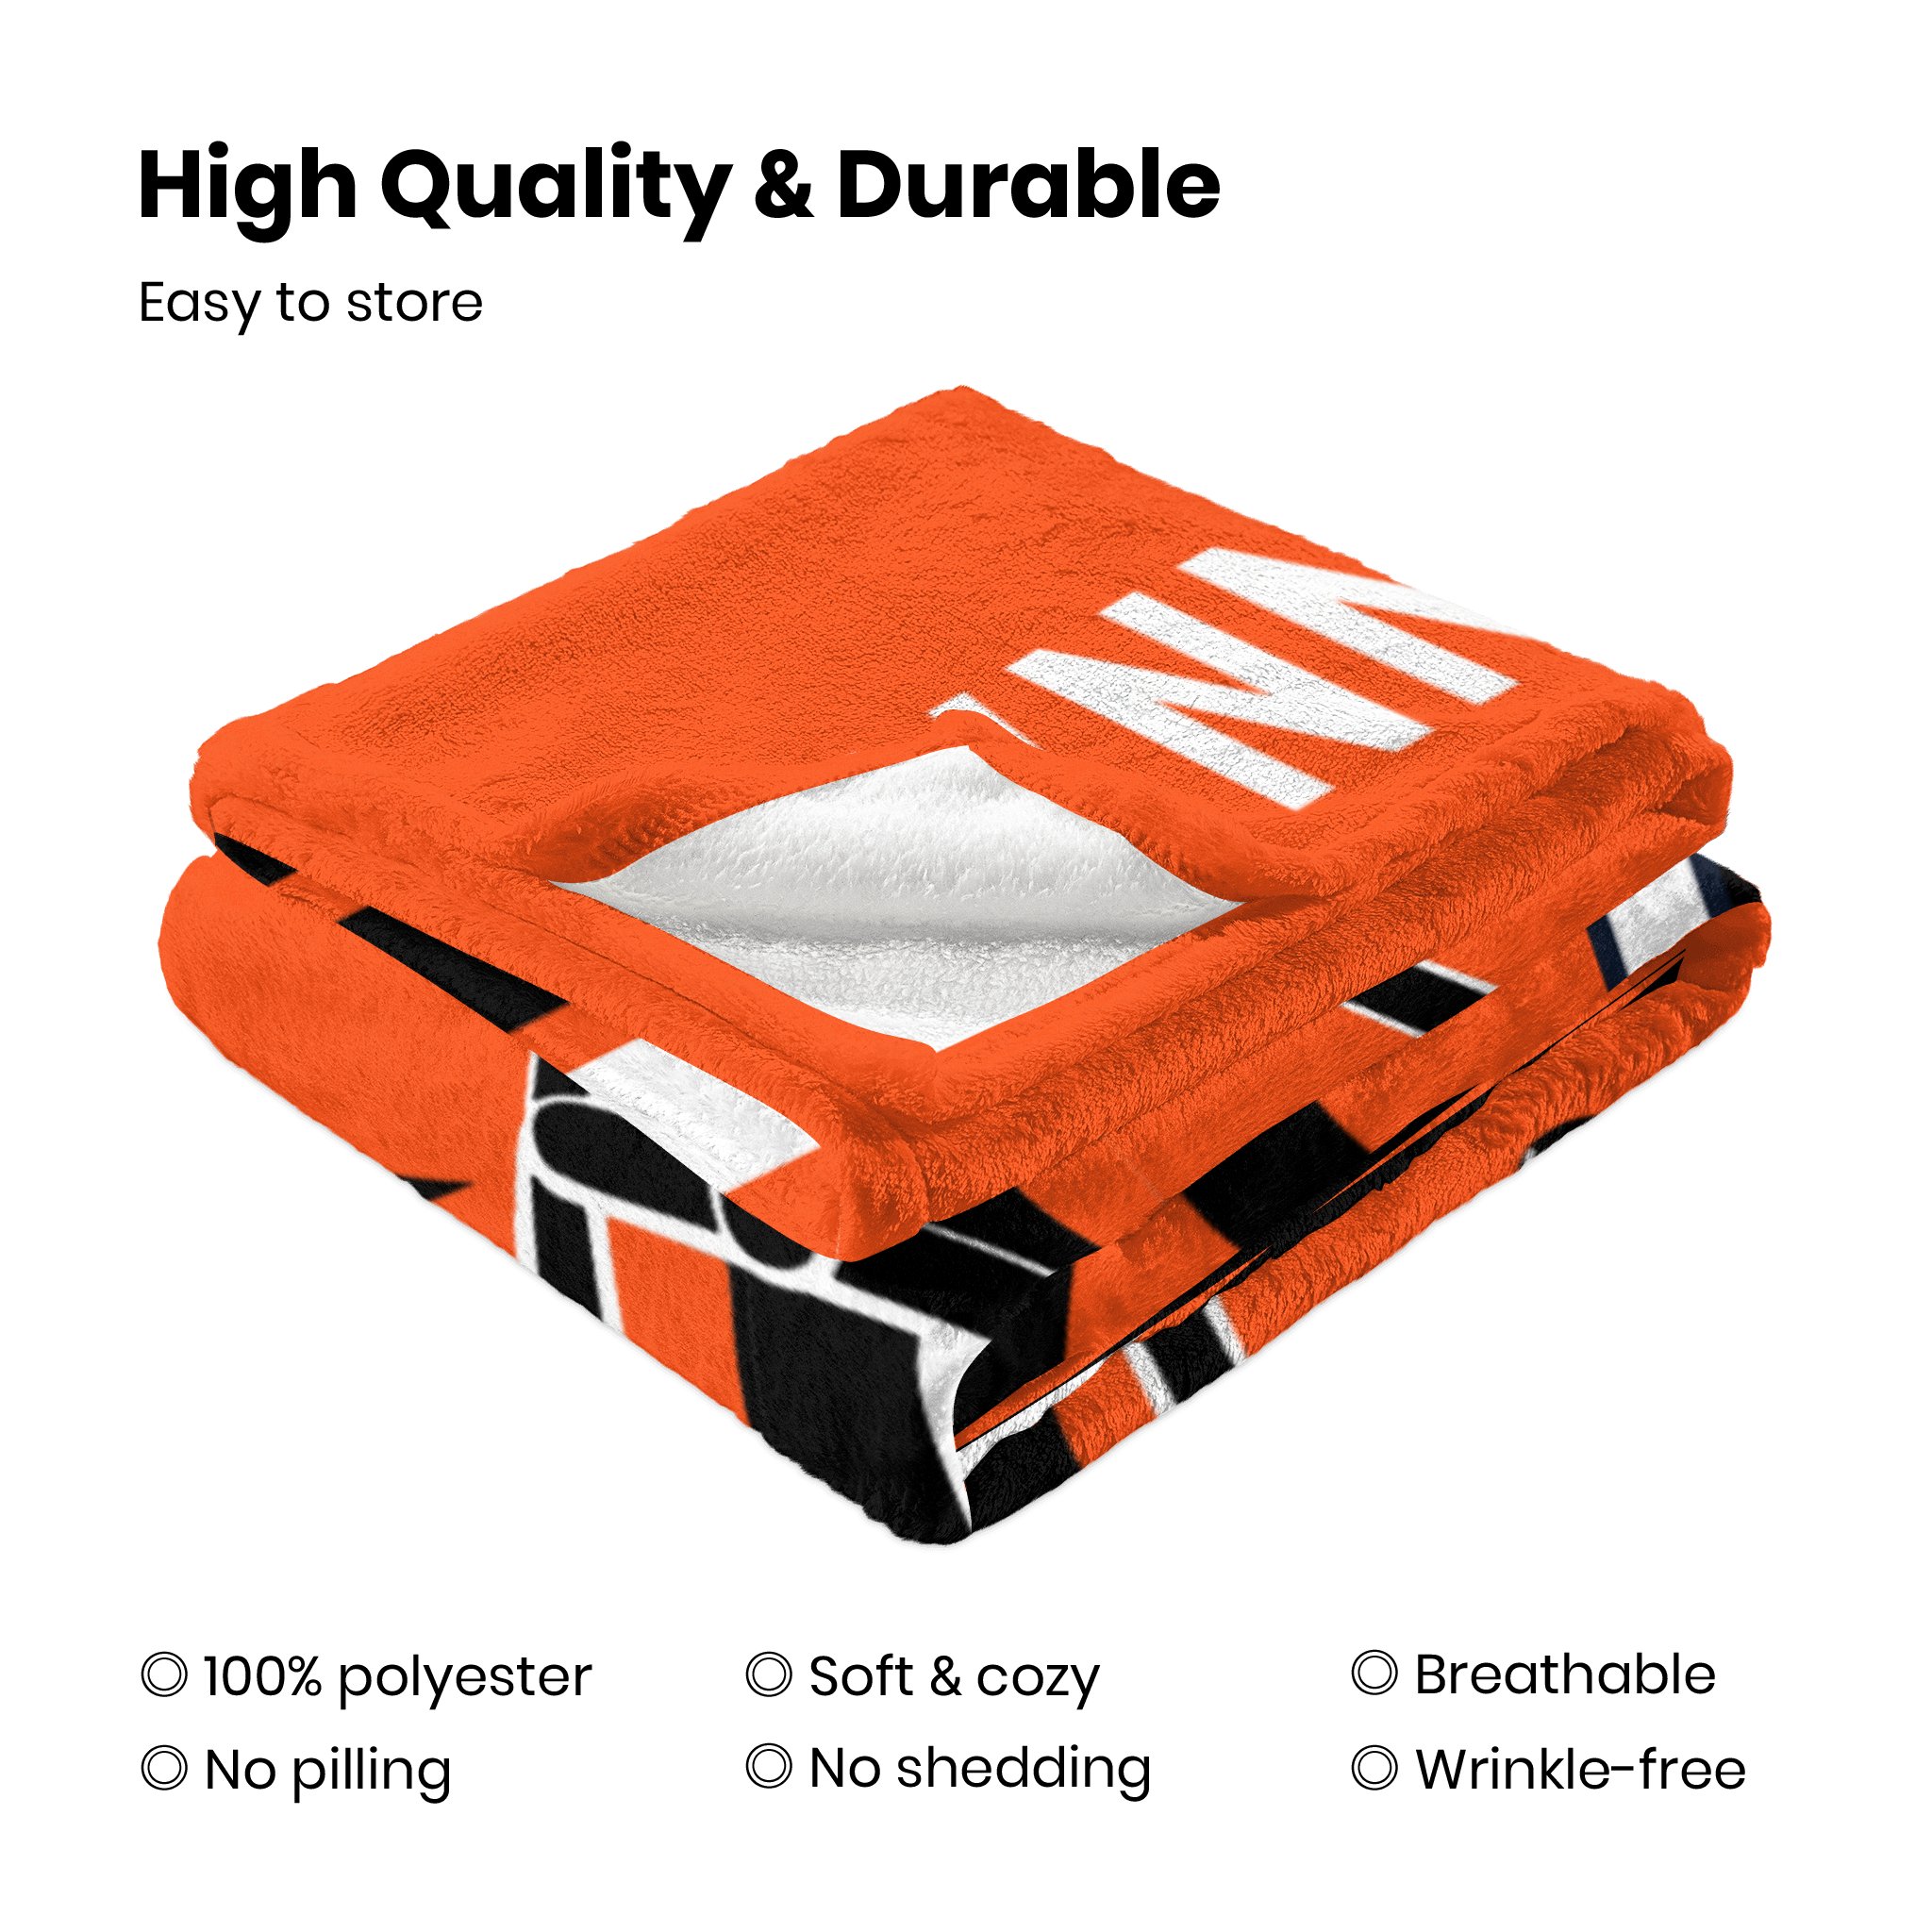 High Quality & Durable
Easy to store
100% polyester
Soft & cozy
Breathable
No pilling
No shedding
Wrinkle-free